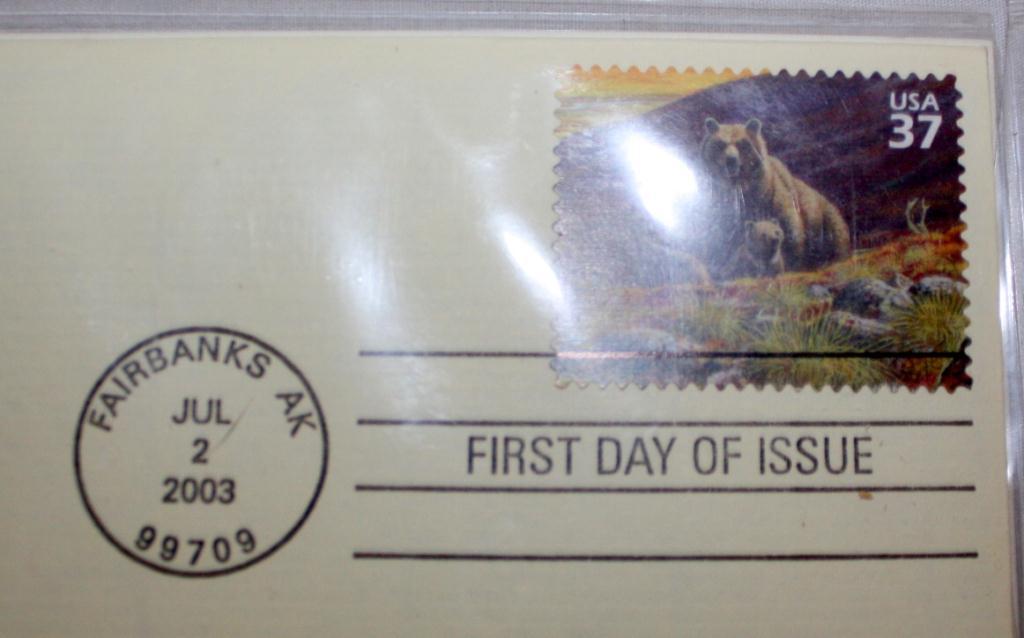 USA
37
FAIRBANKS AK
JUL
2
2003
99709
FIRST DAY OF ISSUE